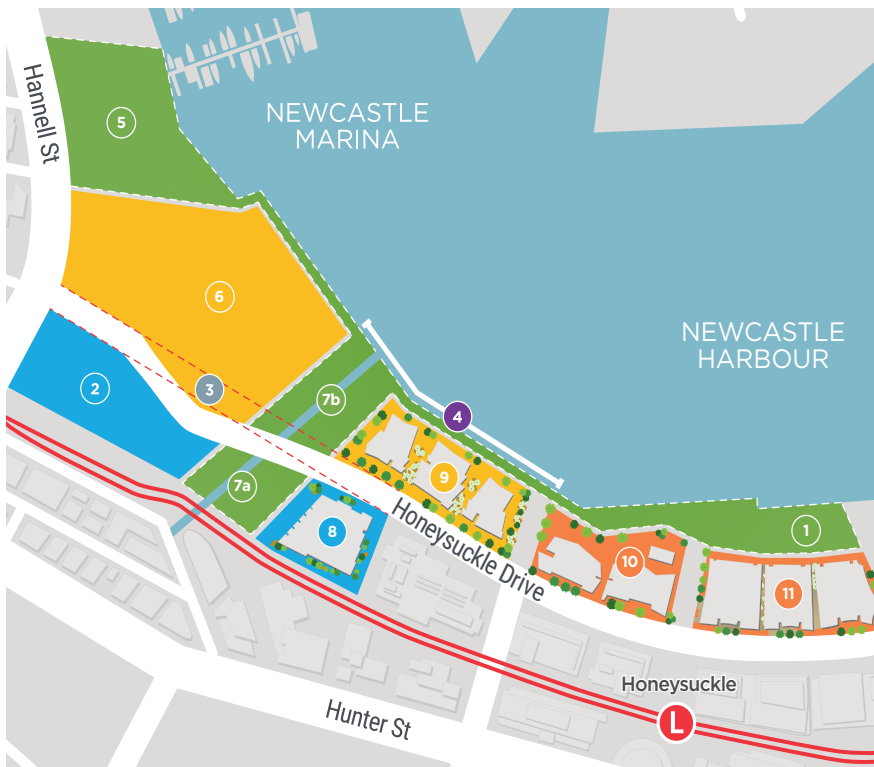 Hannell St
5
NEWCASTLE
MARINA
6
NEWCASTLE
HARBOUR
2
3
7b
4
7a
9
8
Honeysuckle Drive
10
1
11
Honeysuckle
L
Hunter St